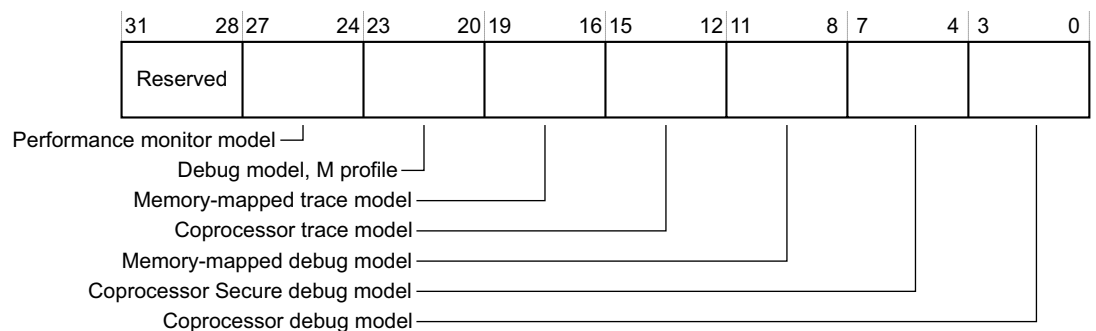 31 28 27 24 23 20 19 16 15 12 11 8 7 4 3 0
Reserved
Performance monitor model
Debug model, M profile
Memory-mapped trace model
Coprocessor trace model
Memory-mapped debug model
Coprocessor Secure debug model
Coprocessor debug model